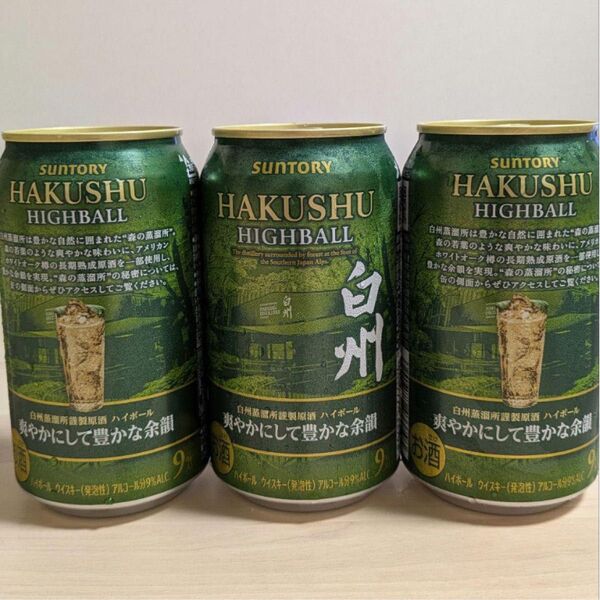 SUNTORY
HAKUSHU
HIGHBALL
白州蒸溜所は豊かな自然に囲まれた“森の蒸溜所”。
森の若葉のような爽やかな味わいに、アメリカン
ホワイトオーク樽の長期熟成原酒を一部使用し、
豊かな余韻を実現。“森の蒸溜所”の秘密については、
缶の側面からぜひアクセスしてご覧ください。
白州蒸溜所謹製原酒 ハイボール
爽やかにして豊かな余韻
酒
9%
ハイボール ウイスキー(発泡性) アルコール分9%ALC
SUNTORY
HAKUSHU
HIGHBALL
The distillery surrounded by forest at the foot of
the Southern Japan Alps.
白州
白州
白州蒸溜所謹製原酒 ハイボール
爽やかにして豊かな余韻
お酒
9
ハイボール ウイスキー(発泡性) アルコール分9%ALC
SUNTORY
HAKUSHU
HIGHBALL
白州蒸溜所は豊かな自然に囲まれた“森の蒸溜所”
森の若葉のような爽やかな味わいに、アメリカン
ホワイトオーク樽の長期熟成原酒を一部使用し
豊かな余韻を実現。“森の蒸溜所”の秘密については
缶の側面からぜひアクセスしてご覧ください。
白州蒸溜所謹製原酒 ハイボール
爽やかにして豊かな余韻
お酒
9
ハイボール ウイスキー(発泡性) アルコール分9%ALC